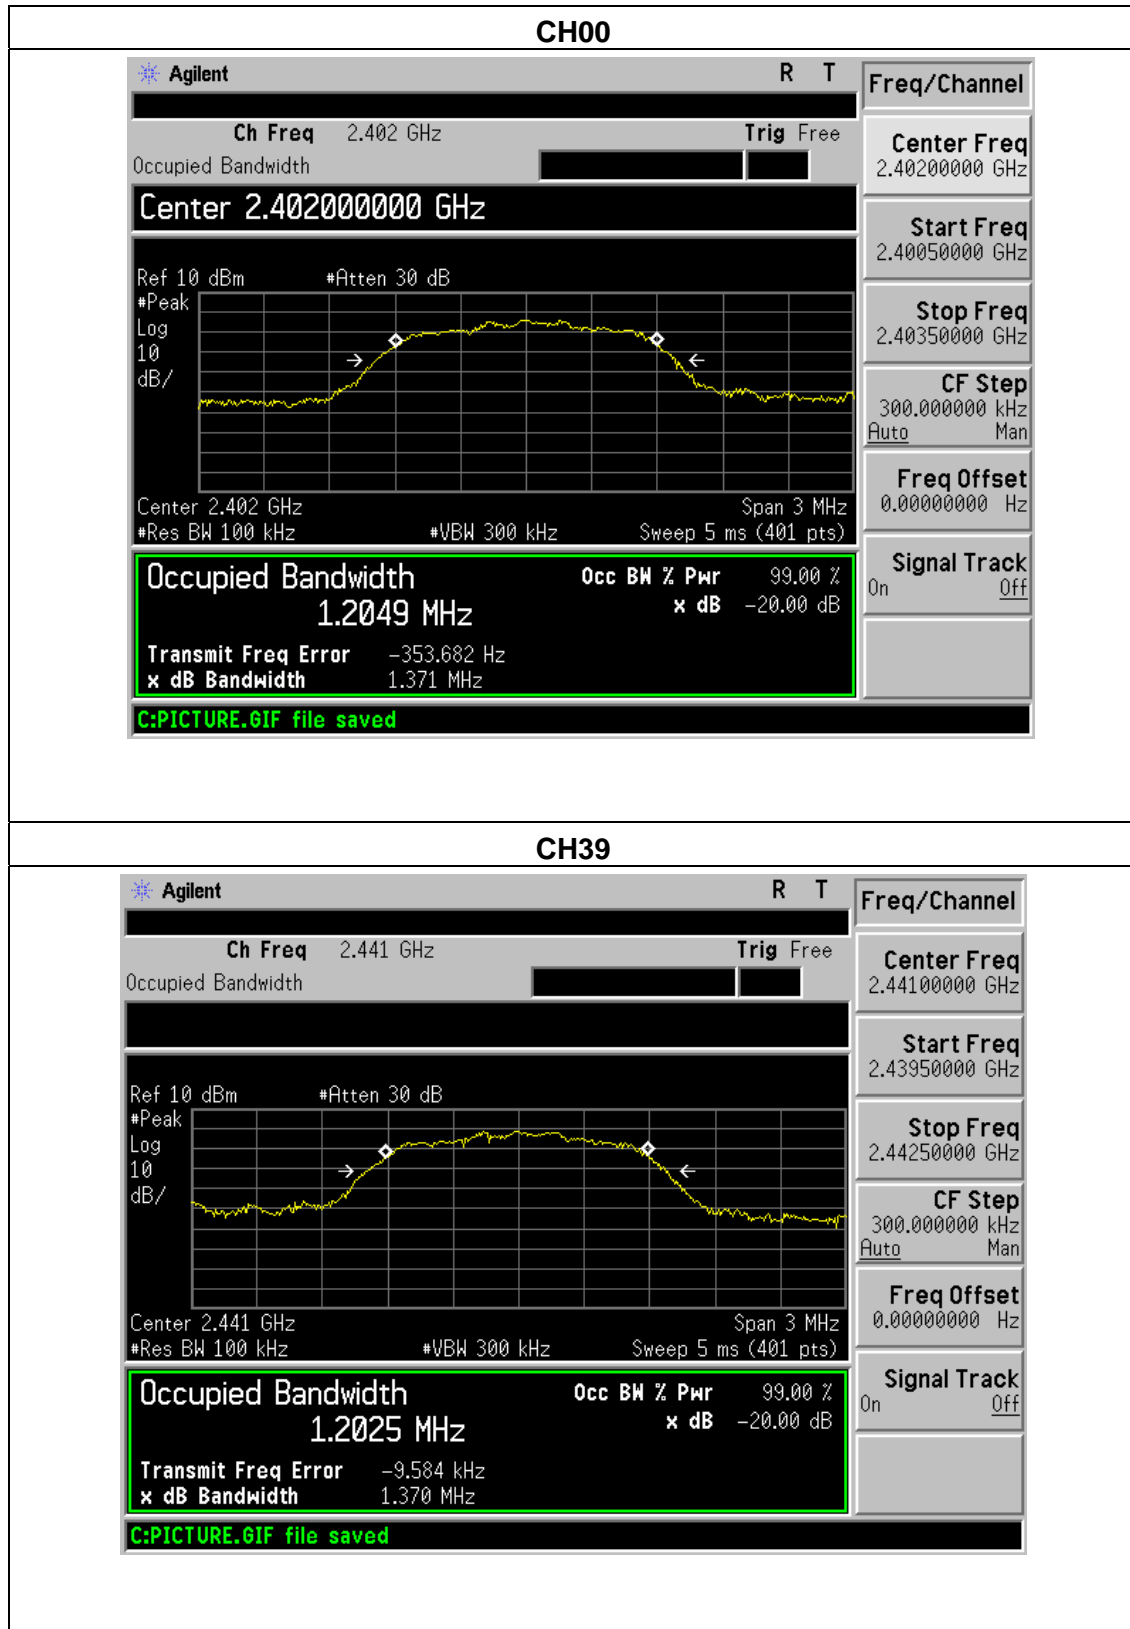 CH00
Agilent R T
Freq/Channel
Ch Freq 2.402 GHz Trig Free
Occupied Bandwidth
Center 2.402000000 GHz
Ref 10 dBm #Atten 30 dB
#Peak
Log
10
dB/
Center 2.402 GHz Span 3 MHz
#Res BW 100 kHz #VBW 300 kHz Sweep 5 ms (401 pts)
Occupied Bandwidth Occ BW % Pwr 99.00 %
1.2049 MHz x dB -20.00 dB
Transmit Freq Error -353.682 Hz
x dB Bandwidth 1.371 MHz
C:PICTURE.GIF file saved
Center Freq
2.40200000 GHz
Start Freq
2.40050000 GHz
Stop Freq
2.40350000 GHz
CF Step
300.000000 kHz
Auto Man
Freq Offset
0.00000000 Hz
Signal Track
On Off
CH39
Agilent R T
Freq/Channel
Ch Freq 2.441 GHz Trig Free
Occupied Bandwidth
Ref 10 dBm #Atten 30 dB
#Peak
Log
10
dB/
Center 2.441 GHz Span 3 MHz
#Res BW 100 kHz #VBW 300 kHz Sweep 5 ms (401 pts)
Occupied Bandwidth Occ BW % Pwr 99.00 %
1.2025 MHz x dB -20.00 dB
Transmit Freq Error -9.584 kHz
x dB Bandwidth 1.370 MHz
C:PICTURE.GIF file saved
Center Freq
2.44100000 GHz
Start Freq
2.43950000 GHz
Stop Freq
2.44250000 GHz
CF Step
300.000000 kHz
Auto Man
Freq Offset
0.00000000 Hz
Signal Track
On Off